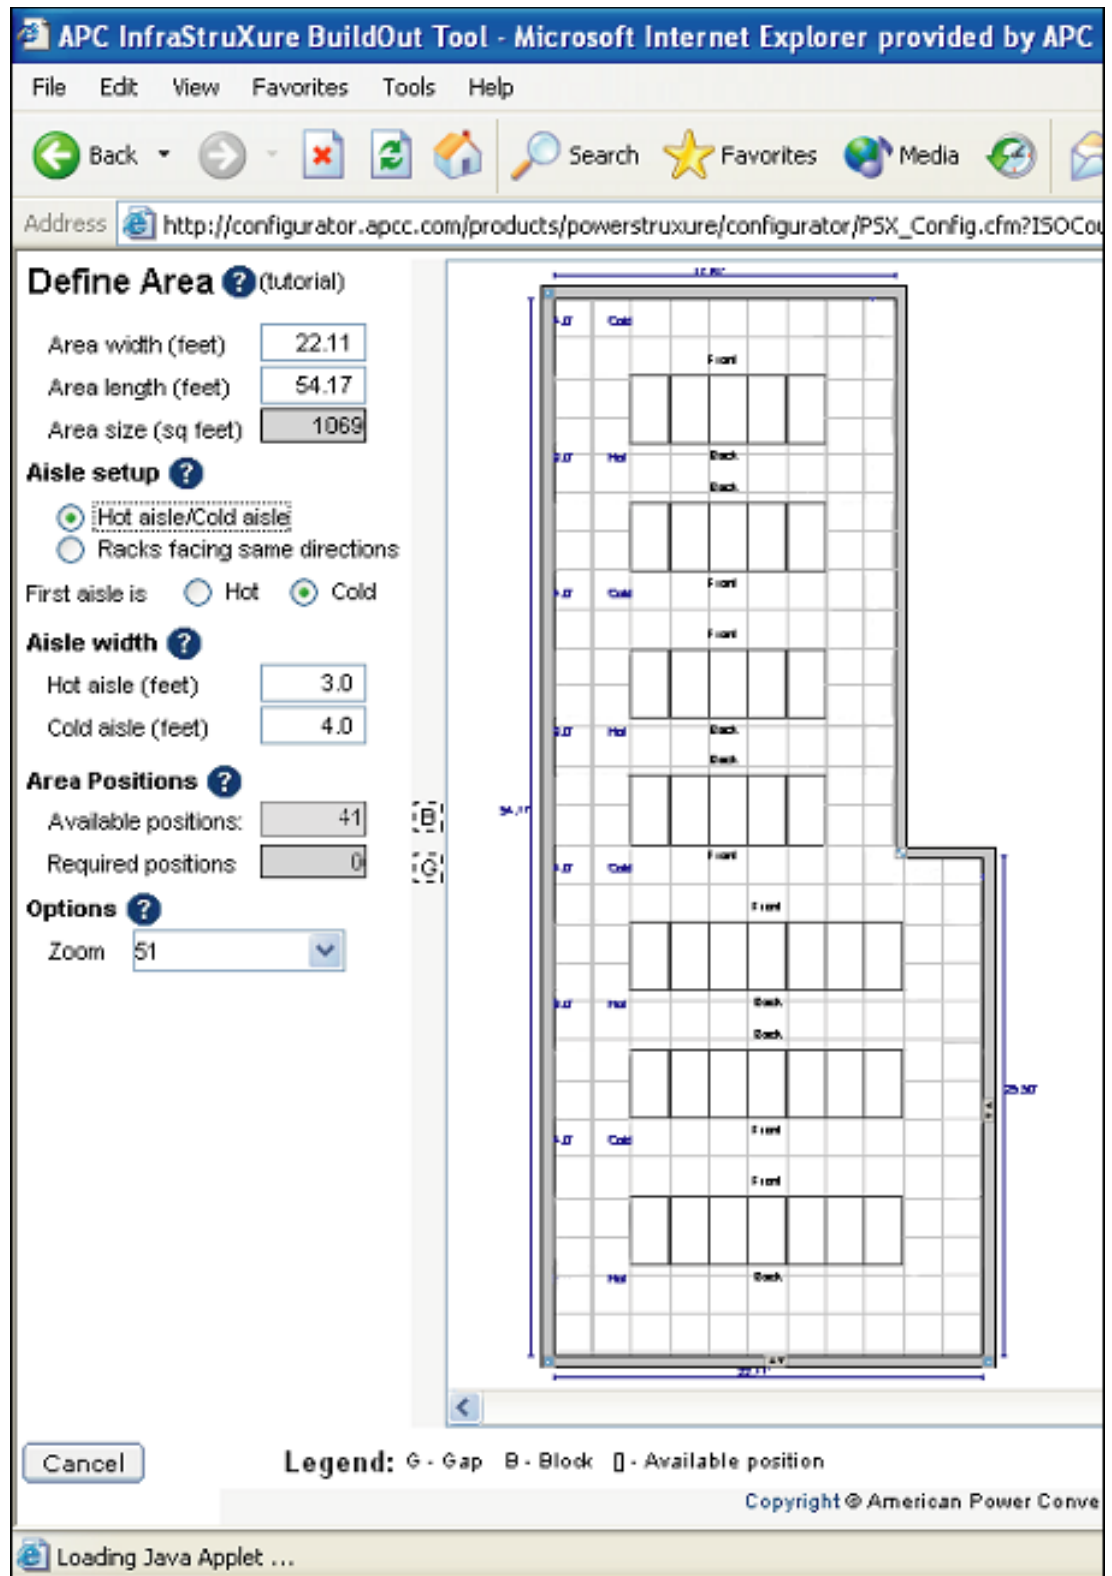 APC InfraStruXure BuildOut Tool - Microsoft Internet Explorer provided by APC
File Edit View Favorites Tools Help
Back Search Favorites Media
Address http://configurator.apcc.com/products/powerstruxure/configurator/PSX_Config.cfm?ISOCou
Define Area ? (tutorial)
Area width (feet) 22.11
Area length (feet) 54.17
Area size (sq feet) 1069
Aisle setup ?
Hot aisle/Cold aisle
Racks facing same directions
First aisle is Hot Cold
Aisle width ?
Hot aisle (feet) 3.0
Cold aisle (feet) 4.0
Area Positions ?
Available positions: 41
Required positions 0
Options ?
Zoom 51
B
G
Cold
Front
Hot Back
Back
Front
Cold
Front
Hot Back
Back
Front
Cold
Front
Hot Back
Back
Front
Cold
Front
Hot Back
22.11'
Cancel
Legend: G - Gap B - Block [] - Available position
Copyright © American Power Conve
Loading Java Applet ...